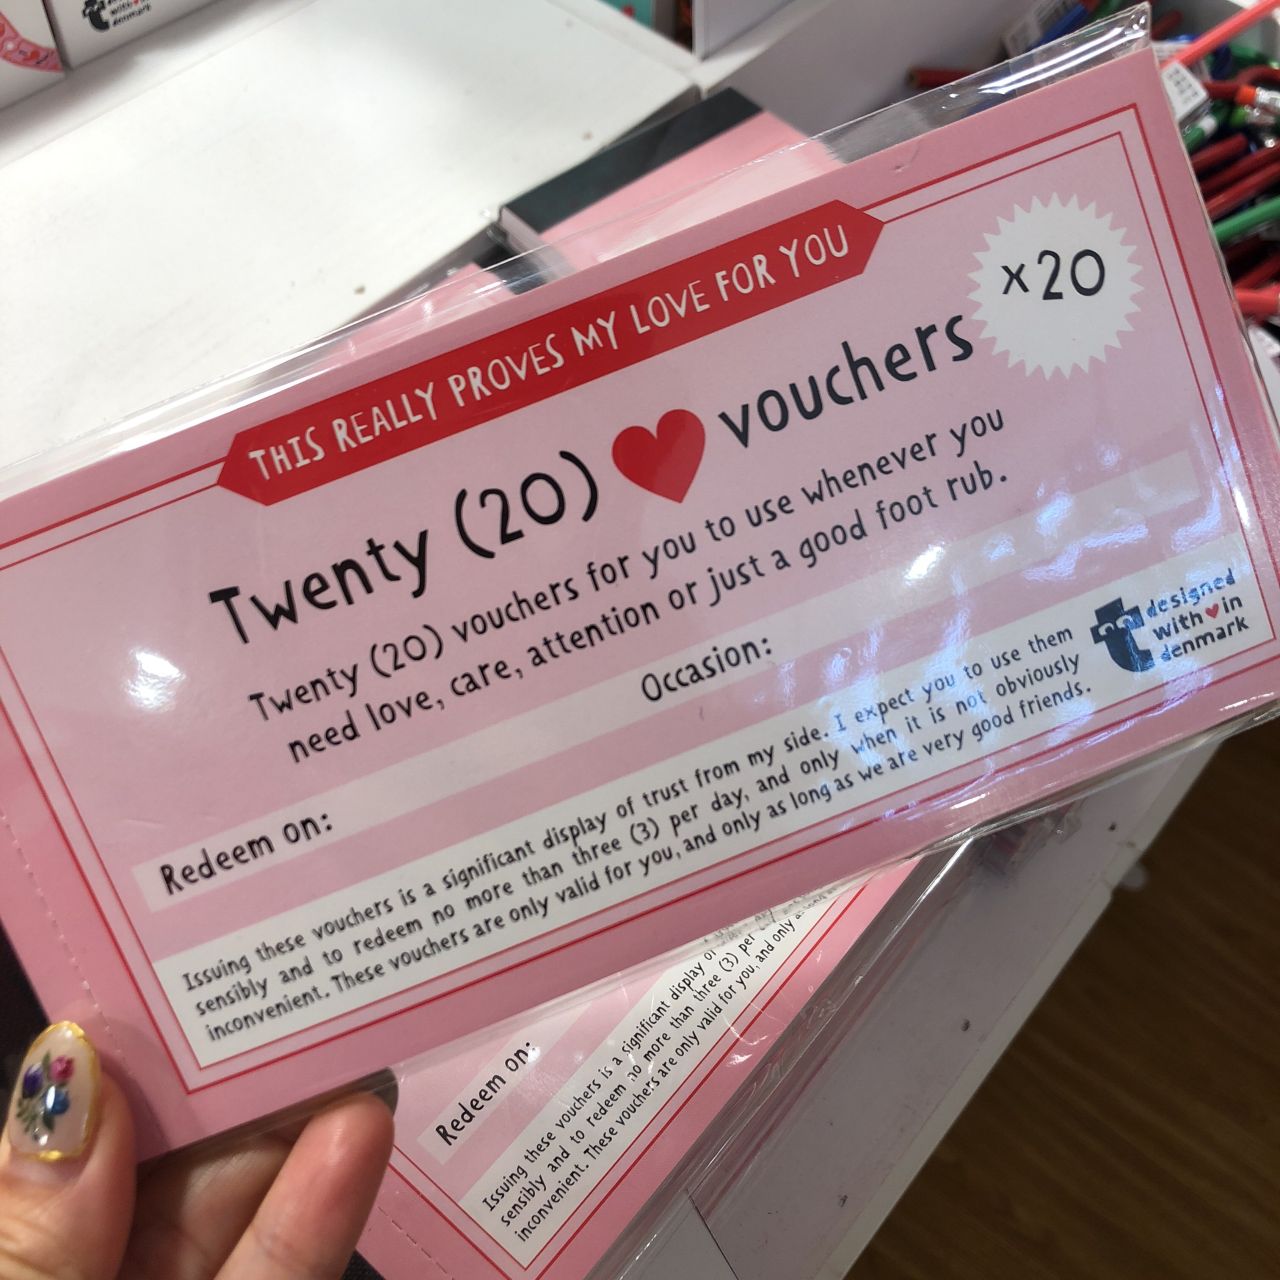 THIS REALLY PROVES MY LOVE FOR YOU
x20
Twenty (20) ♥ vouchers
Twenty (20) vouchers for you to use whenever you
need love, care, attention or just a good foot rub.
Redeem on:
Occasion:
Issuing these vouchers is a significant display of trust from my side. I expect you to use them
sensibly and to redeem no more than three (3) per day, and only when it is not obviously
inconvenient. These vouchers are only valid for you, and only as long as we are very good friends.
designed
with♥in
denmark
Redeem on:
Issuing these vouchers is a significant display of
sensibly and to redeem no more than three (3) per
inconvenient. These vouchers are only valid for you, and only
with♥in
denmark